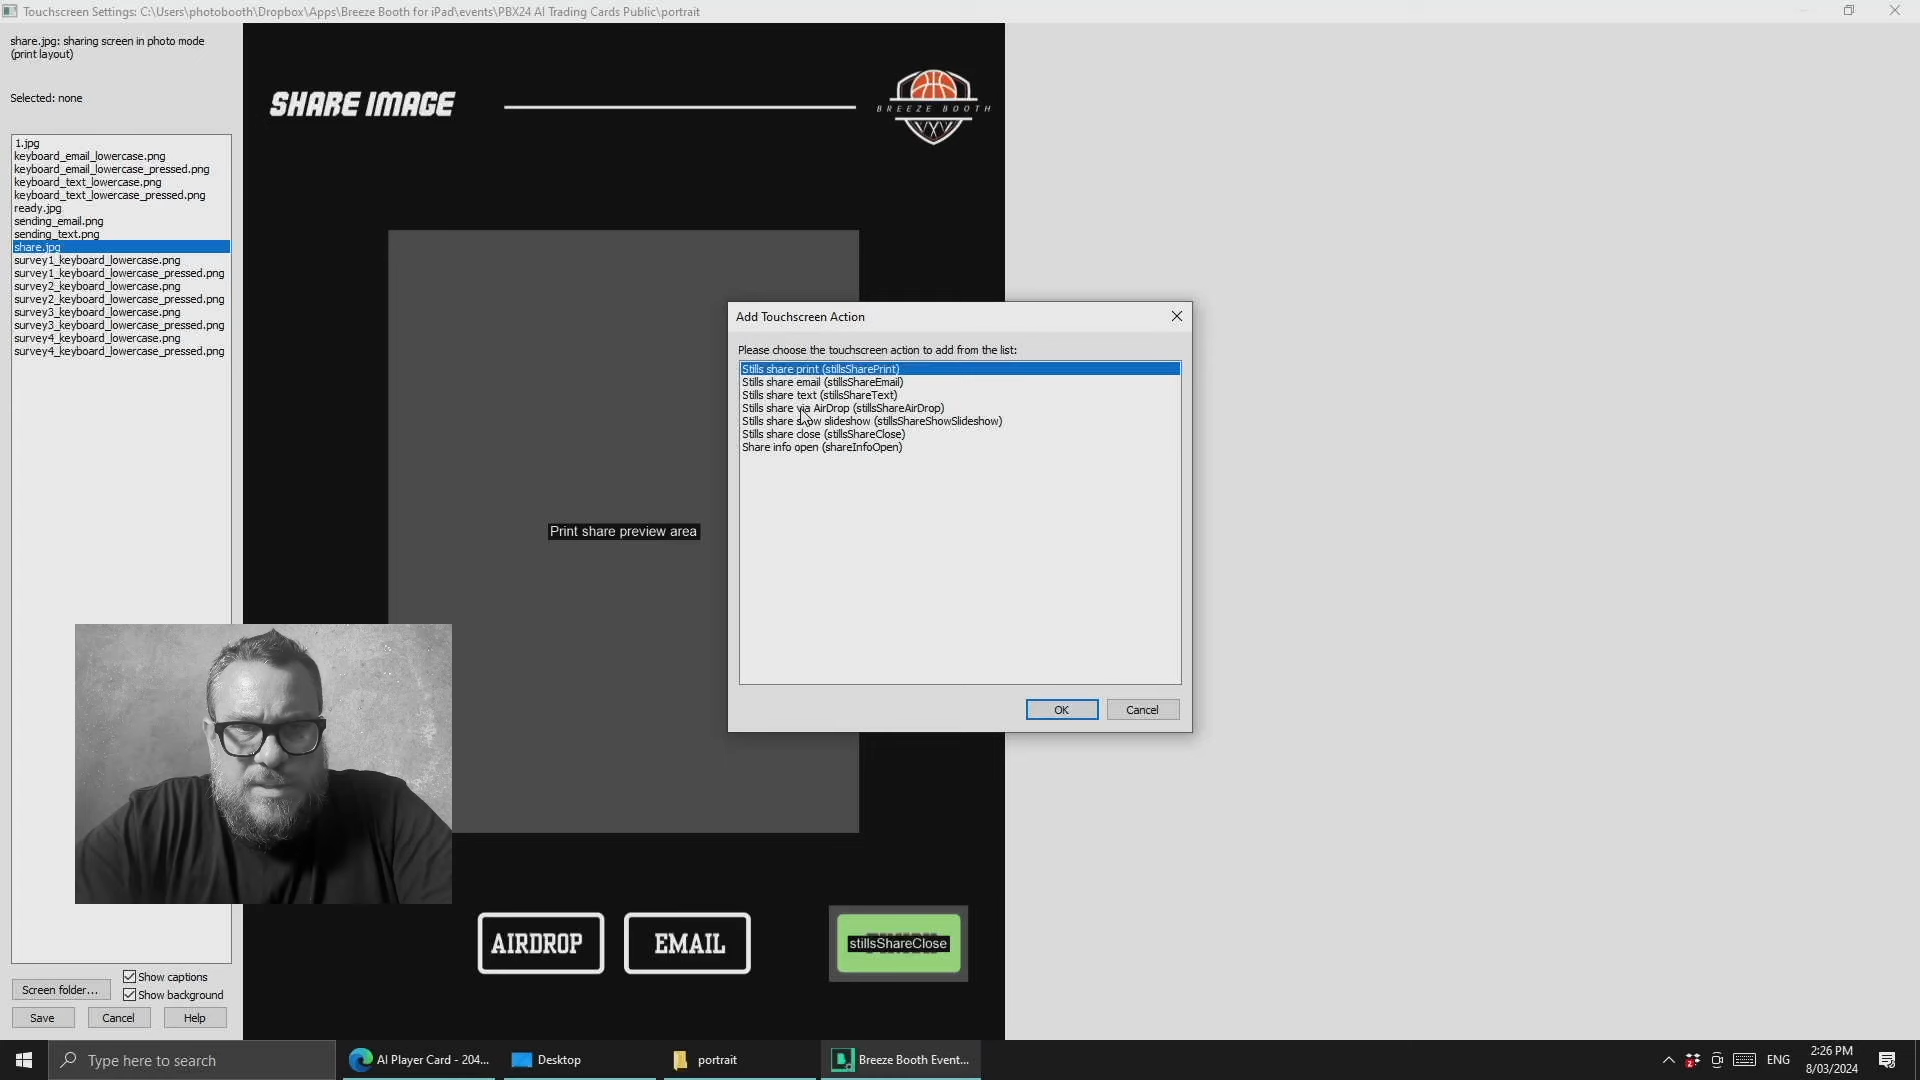 Touchscreen Settings: C:\Users\photobooth\Dropbox\Apps\Breeze Booth for iPad\events\PBX24 AI Trading Cards Public\portrait
share.jpg: sharing screen in photo mode
(print layout)
Selected: none
1.jpg
keyboard_email_lowercase.png
keyboard_email_lowercase_pressed.png
keyboard_text_lowercase.png
keyboard_text_lowercase_pressed.png
ready.jpg
sending_email.png
sending_text.png
share.jpg
survey1_keyboard_lowercase.png
survey1_keyboard_lowercase_pressed.png
survey2_keyboard_lowercase.png
survey2_keyboard_lowercase_pressed.png
survey3_keyboard_lowercase.png
survey3_keyboard_lowercase_pressed.png
survey4_keyboard_lowercase.png
survey4_keyboard_lowercase_pressed.png
SHARE IMAGE
BREEZE BOOTH
Print share preview area
Add Touchscreen Action
Please choose the touchscreen action to add from the list:
Stills share print (stillsSharePrint)
Stills share email (stillsShareEmail)
Stills share text (stillsShareText)
Stills share via AirDrop (stillsShareAirDrop)
Stills share show slideshow (stillsShareShowSlideshow)
Stills share close (stillsShareClose)
Share info open (shareInfoOpen)
OK
Cancel
AIRDROP
EMAIL
stillsShareClose
Screen folder...
Show captions
Show background
Save
Cancel
Help
Type here to search
AI Player Card - 204...
Desktop
portrait
Breeze Booth Event...
ENG
2:26 PM
8/03/2024